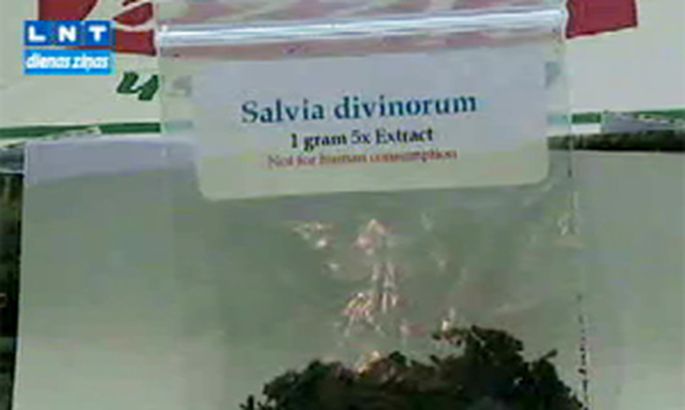 LNT
dienas ziņas
Salvia divinorum
1 gram 5x Extract
Not for human consumption